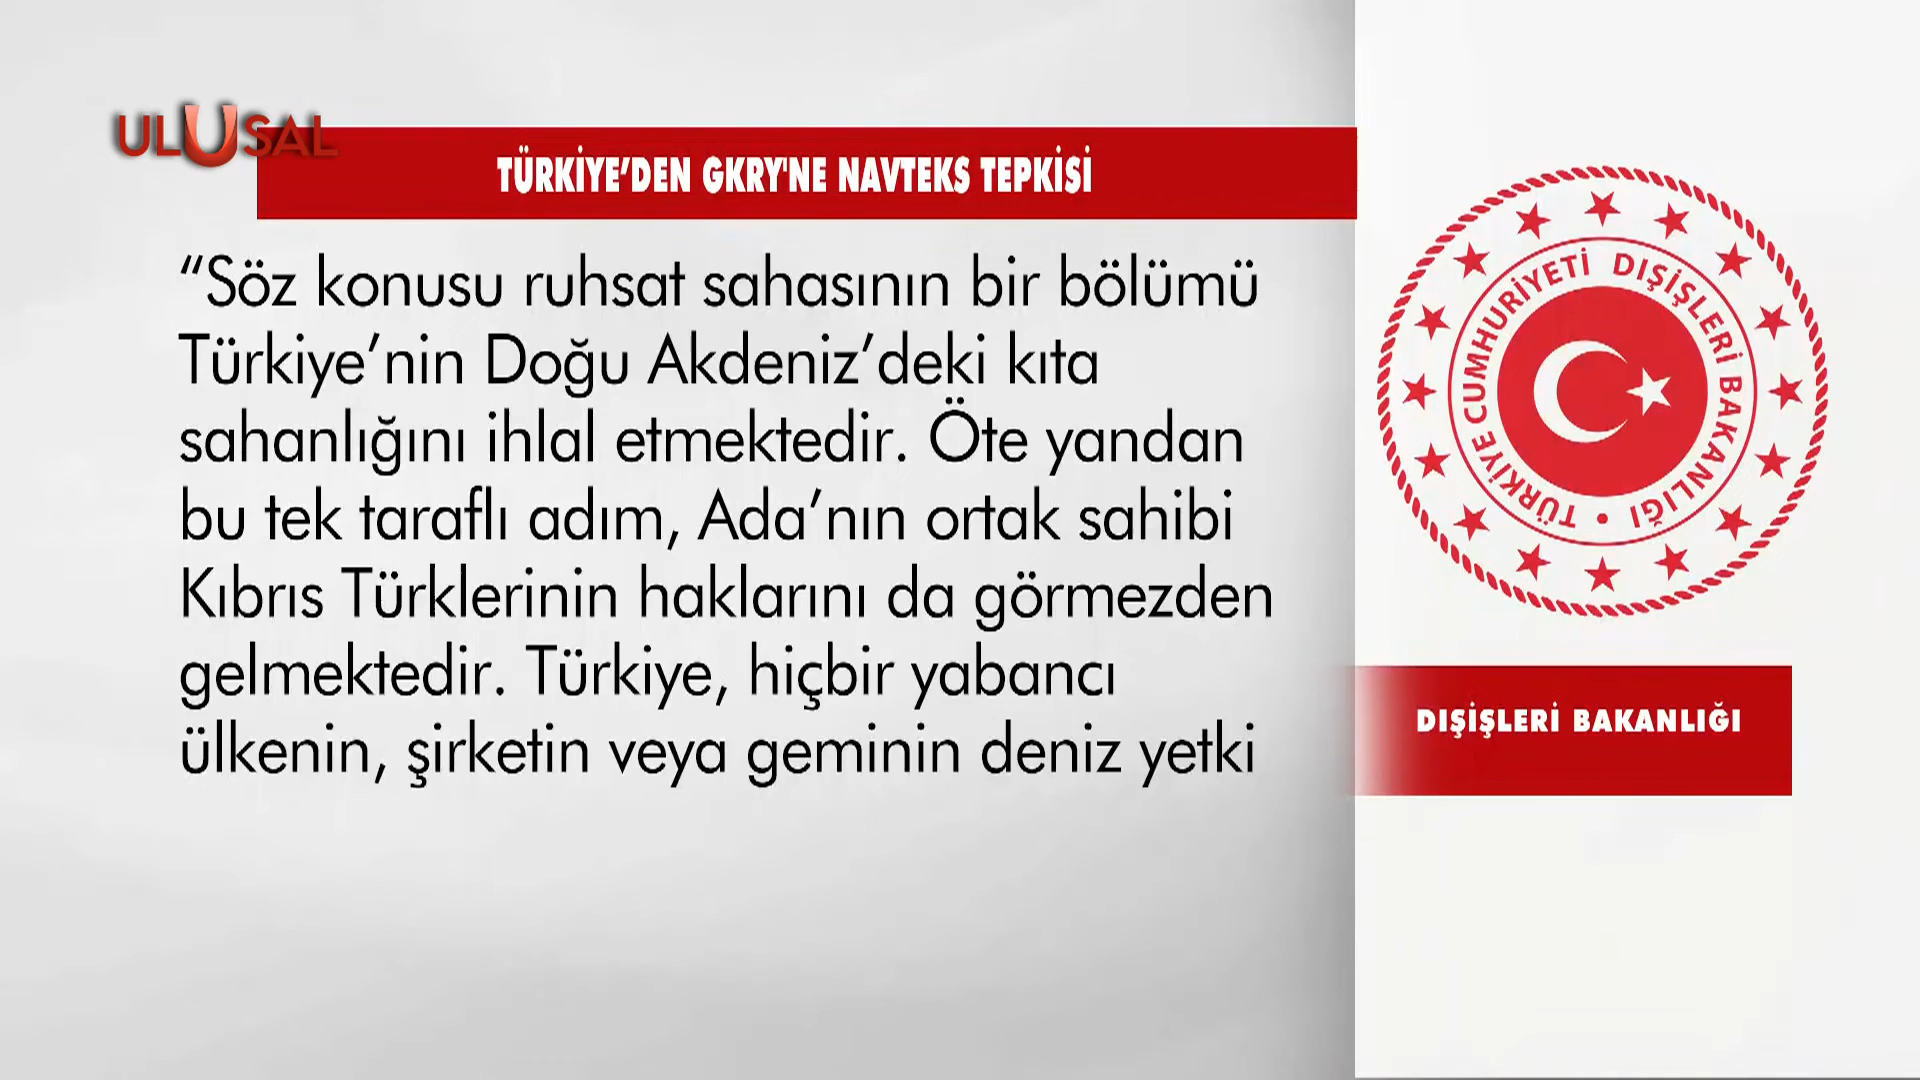 ULUSAL
TÜRKİYE’DEN GKRY'NE NAVTEKS TEPKİSİ
“Söz konusu ruhsat sahasının bir bölümü
Türkiye’nin Doğu Akdeniz’deki kıta
sahanlığını ihlal etmektedir. Öte yandan
bu tek taraflı adım, Ada’nın ortak sahibi
Kıbrıs Türklerinin haklarını da görmezden
gelmektedir. Türkiye, hiçbir yabancı
ülkenin, şirketin veya geminin deniz yetki
TÜRKİYE CUMHURİYETİ DIŞİŞLERİ BAKANLIĞI •
DIŞİŞLERİ BAKANLIĞI